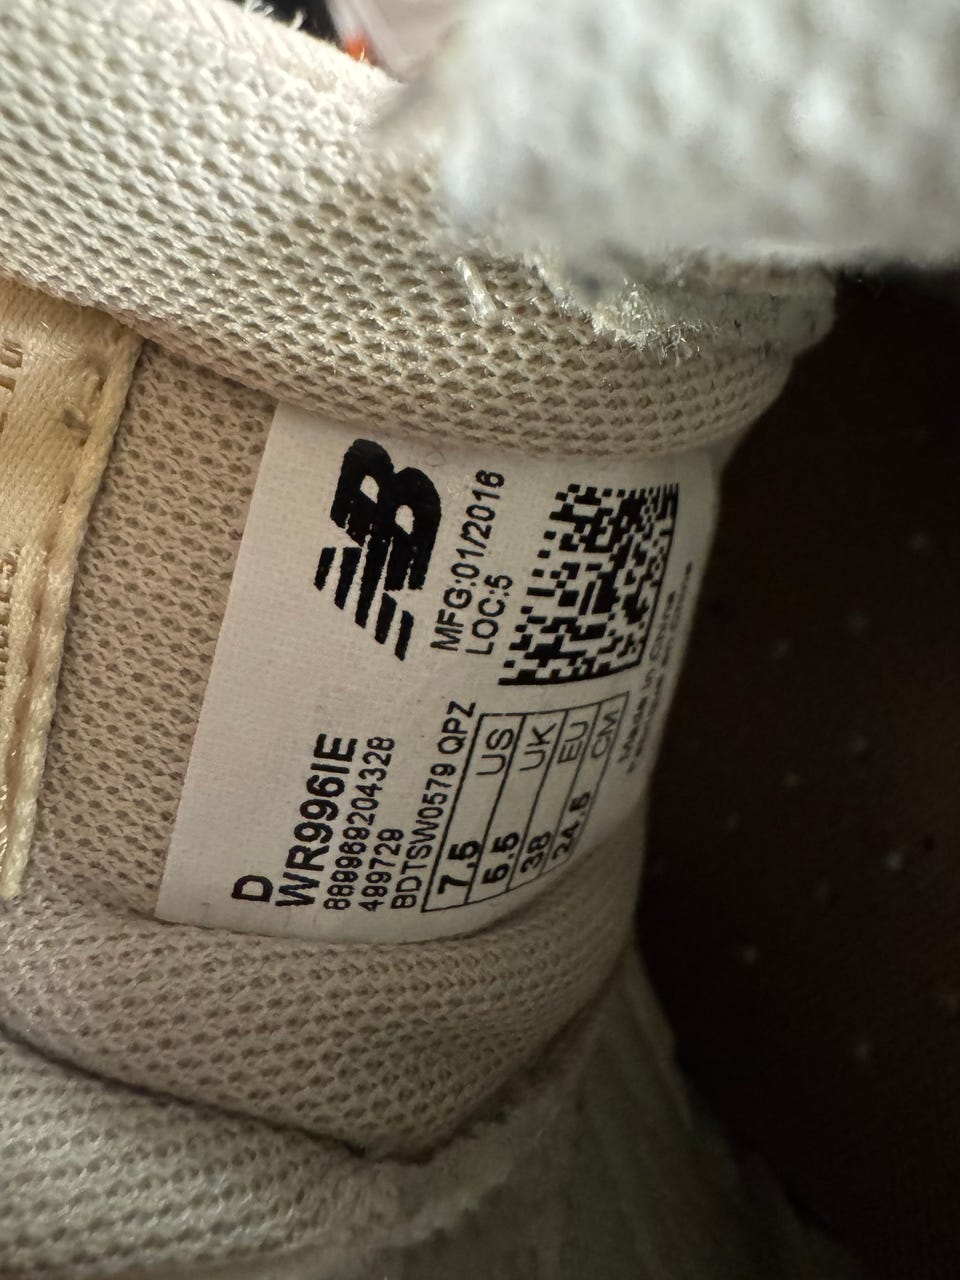 NB
MFG:01/2016
LOC:5
D
WR996IE
889969204328
499729
BDTSW0579 QPZ
7.5 US
5.5 UK
38 EU
24.5 CM
Made in China